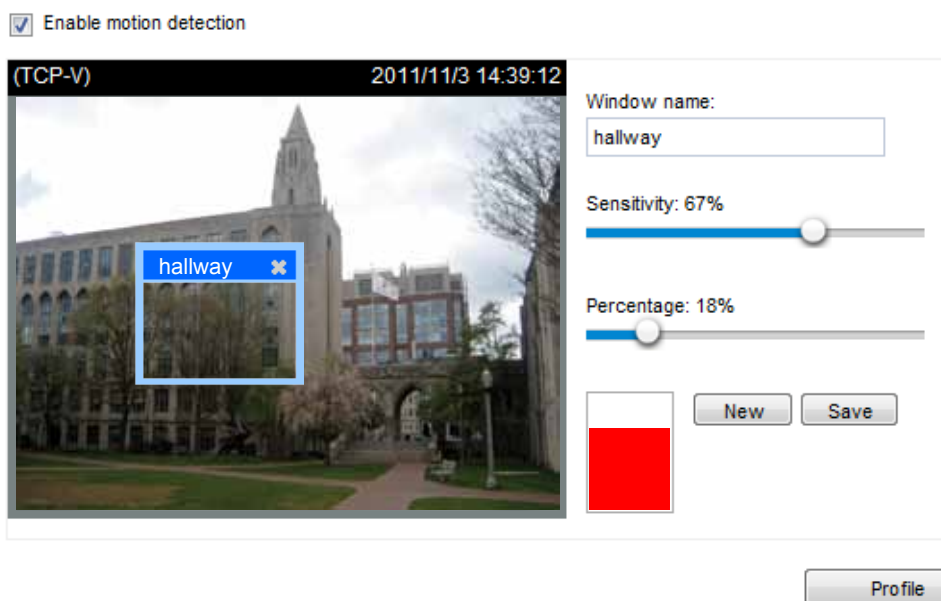 Enable motion detection
(TCP-V) 2011/11/3 14:39:12
Window name:
hallway
Sensitivity: 67%
hallway
Percentage: 18%
New
Save
Profile